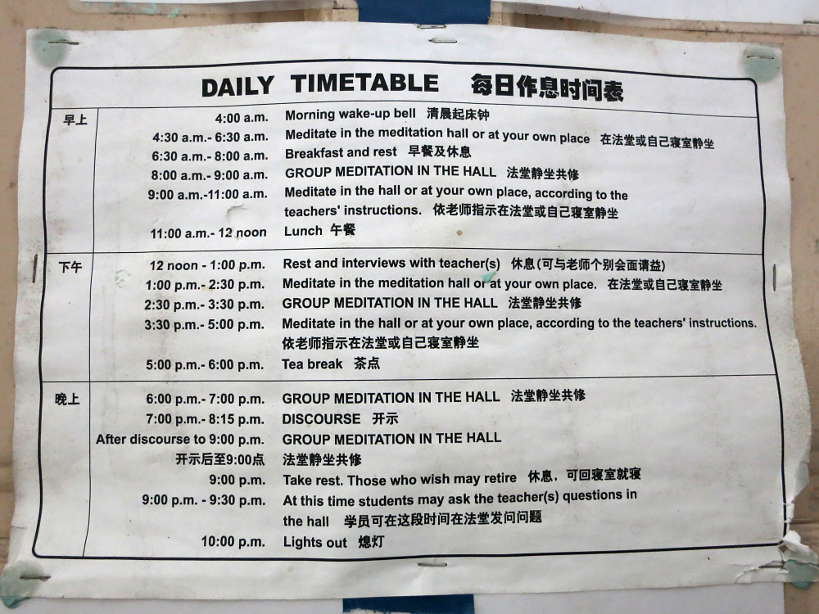 DAILY TIMETABLE 每日作息时间表
早上 4:00 a.m. Morning wake-up bell 清晨起床钟
4:30 a.m.- 6:30 a.m. Meditate in the meditation hall or at your own place 在法堂或自己寝室静坐
6:30 a.m.- 8:00 a.m. Breakfast and rest 早餐及休息
8:00 a.m.- 9:00 a.m. GROUP MEDITATION IN THE HALL 法堂静坐共修
9:00 a.m.-11:00 a.m. Meditate in the hall or at your own place, according to the
teachers' instructions. 依老师指示在法堂或自己寝室静坐
11:00 a.m.- 12 noon Lunch 午餐
下午 12 noon - 1:00 p.m. Rest and interviews with teacher(s) 休息(可与老师个别会面请益)
1:00 p.m.- 2:30 p.m. Meditate in the meditation hall or at your own place. 在法堂或自己寝室静坐
2:30 p.m.- 3:30 p.m. GROUP MEDITATION IN THE HALL 法堂静坐共修
3:30 p.m.- 5:00 p.m. Meditate in the hall or at your own place, according to the teachers' instructions.
依老师指示在法堂或自己寝室静坐
5:00 p.m.- 6:00 p.m. Tea break 茶点
晚上 6:00 p.m.- 7:00 p.m. GROUP MEDITATION IN THE HALL 法堂静坐共修
7:00 p.m.- 8:15 p.m. DISCOURSE 开示
After discourse to 9:00 p.m. GROUP MEDITATION IN THE HALL
开示后至9:00点 法堂静坐共修
9:00 p.m. Take rest. Those who wish may retire 休息，可回寝室就寝
9:00 p.m. - 9:30 p.m. At this time students may ask the teacher(s) questions in
the hall 学员可在这段时间在法堂发问问题
10:00 p.m. Lights out 熄灯